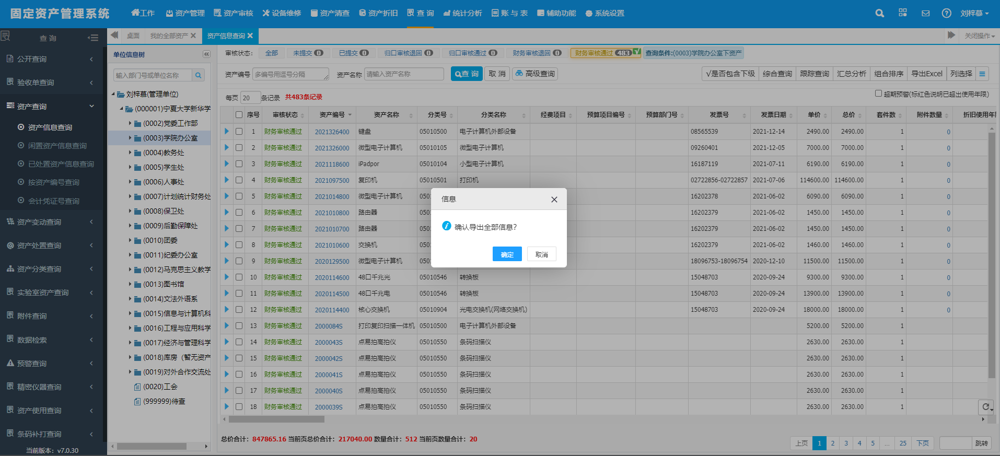 固定资产管理系统
工作 资产管理 资产审核 设备维修 资产清查 资产折旧 查 询 统计分析 账 与 表 辅助功能 系统设置 刘梓慕
查 询
桌面 我的全部资产 资产信息查询 关闭操作
公开查询
验收单查询
资产查询
资产信息查询
闲置资产信息查询
已处置资产信息查询
按资产编号查询
会计凭证号查询
资产变动查询
资产处置查询
资产分类查询
实验室资产查询
附件查询
数据检索
预警查询
精密仪器查询
资产使用查询
条码补打查询
当前版本：v7.0.30
单位信息树
输入部门号或单位名称
刘梓慕(管理单位)
(000001)宁夏大学新华学
(0002)党委工作部
(0003)学院办公室
(0004)教务处
(0005)学生处
(0006)人事处
(0007)计划统计财务处
(0008)保卫处
(0009)后勤保障处
(0010)团委
(0011)纪委办公室
(0012)马克思主义教学
(0013)图书馆
(0014)文法外语系
(0015)信息与计算机科
(0016)工程与应用科学
(0017)经济与管理科学
(0018)库房（暂无资产
(0019)对外合作交流处
(0020)工会
(999999)待查
审核状态： 全部 未提交 0 已提交 0 归口审核退回 0 归口审核通过 0 财务审核退回 0 财务审核通过 483 √ 查询条件:(0003)学院办公室下资产
资产编号 多编号用逗号分隔 资产名称 请输入资产名称 查 询 取 消 高级查询 √是否包含下级 综合查询 跟踪查询 汇总分析 组合排序 导出Excel 列选择
每页 20 条记录 共483条记录 超期预警(标红色说明已超出使用年限)
序号 审核状态 资产编号 资产名称 分类号 分类名称 经费项目 预算项目编号 预算部门号 发票号 发票日期 单价 总价 套件数 附件数量 折旧使用年
1 财务审核通过 2021326400 键盘 05010500 电子计算机外部设备 08565539 2021-12-14 2490.00 2490.00 1 0
2 财务审核通过 2021326000 微型电子计算机 05010105 微型电子计算机 09260401 2021-12-05 7000.00 7000.00 1 0
3 财务审核通过 2021118600 iPadpor 05010104 小型电子计算机 16187119 2021-07-11 6190.00 6190.00 1 0
4 财务审核通过 2021097500 复印机 05010501 打印机 02722856-02722857 2021-07-06 114600.00 114600.00 1 0
5 财务审核通过 2021014800 微型电子计算机 050 16202378 2021-06-02 6090.00 6090.00 1 0
6 财务审核通过 2021010800 路由器 050 16202379 2021-06-02 1450.00 1450.00 1 0
7 财务审核通过 2021010700 路由器 050 16202379 2021-06-02 1450.00 1450.00 1 0
8 财务审核通过 2021010600 交换机 050 16202379 2021-06-02 1460.00 1460.00 1 0
9 财务审核通过 2020129500 微型电子计算机 050 18096753-18096754 2020-12-10 11500.00 11500.00 1 0
10 财务审核通过 2020114600 48口千兆光 05010546 转换板 15048703 2020-09-24 9300.00 9300.00 1 0
11 财务审核通过 2020114500 48口千兆电 05010546 转换板 15048703 2020-09-24 13900.00 13900.00 1 0
12 财务审核通过 2020114400 核心交换机 05010904 光电交换机(网络交换机) 15048703 2020-09-24 18000.00 18000.00 1 0
13 财务审核通过 2000084S 打印复印扫描一体机 05010500 电子计算机外部设备 5200.00 5200.00 1
14 财务审核通过 2000043S 点易拍高拍仪 05010550 条码扫描仪 2630.00 2630.00 1
15 财务审核通过 2000042S 点易拍高拍仪 05010550 条码扫描仪 2630.00 2630.00 1
16 财务审核通过 2000041S 点易拍高拍仪 05010550 条码扫描仪 2630.00 2630.00 1
17 财务审核通过 2000040S 点易拍高拍仪 05010550 条码扫描仪 2630.00 2630.00 1
18 财务审核通过 2000039S 点易拍高拍仪 05010550 条码扫描仪 2630.00 2630.00 1
信息
确认导出全部信息?
确定 取消
总价合计：847865.16 当前页总价合计：217040.00 数量合计：512 当前页数量合计：20
上页 1 2 3 4 5 ... 25 下页 跳转